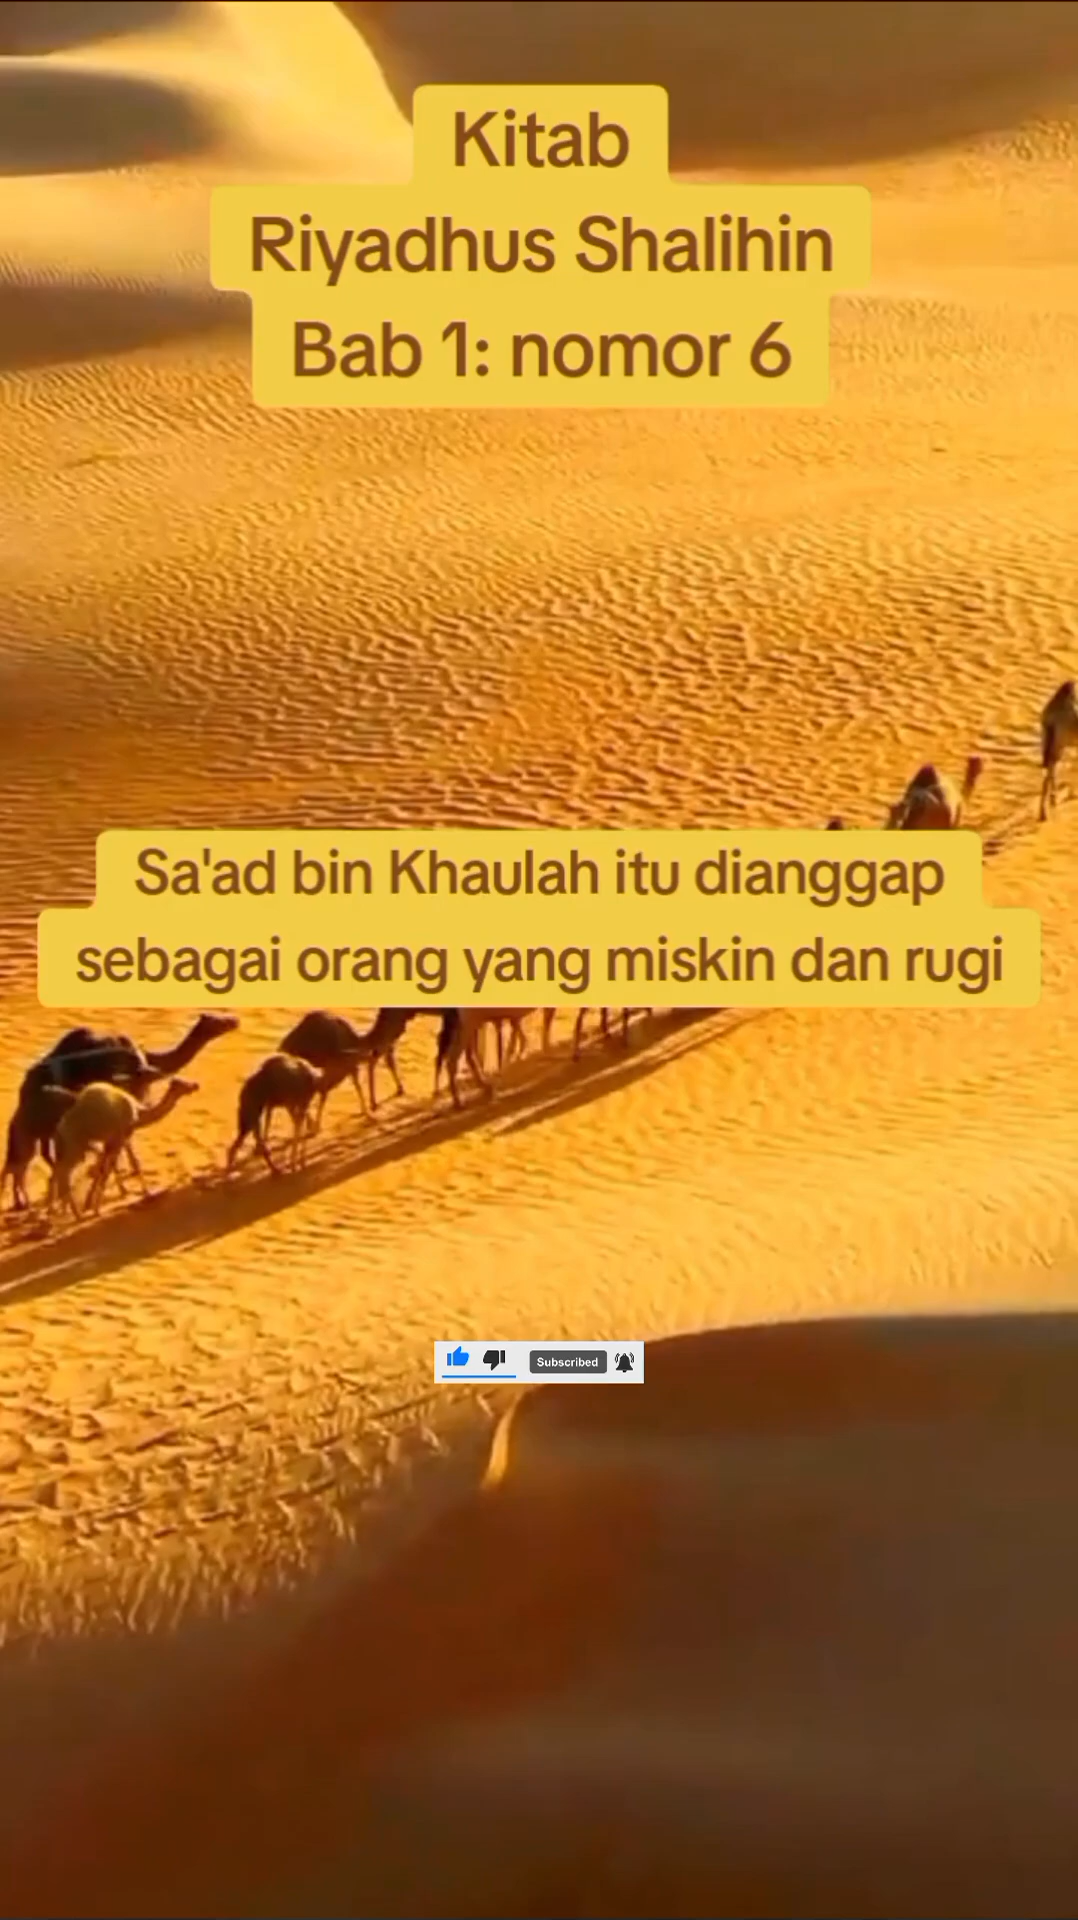 Kitab
Riyadhus Shalihin
Bab 1: nomor 6
Sa'ad bin Khaulah itu dianggap
sebagai orang yang miskin dan rugi
Subscribed